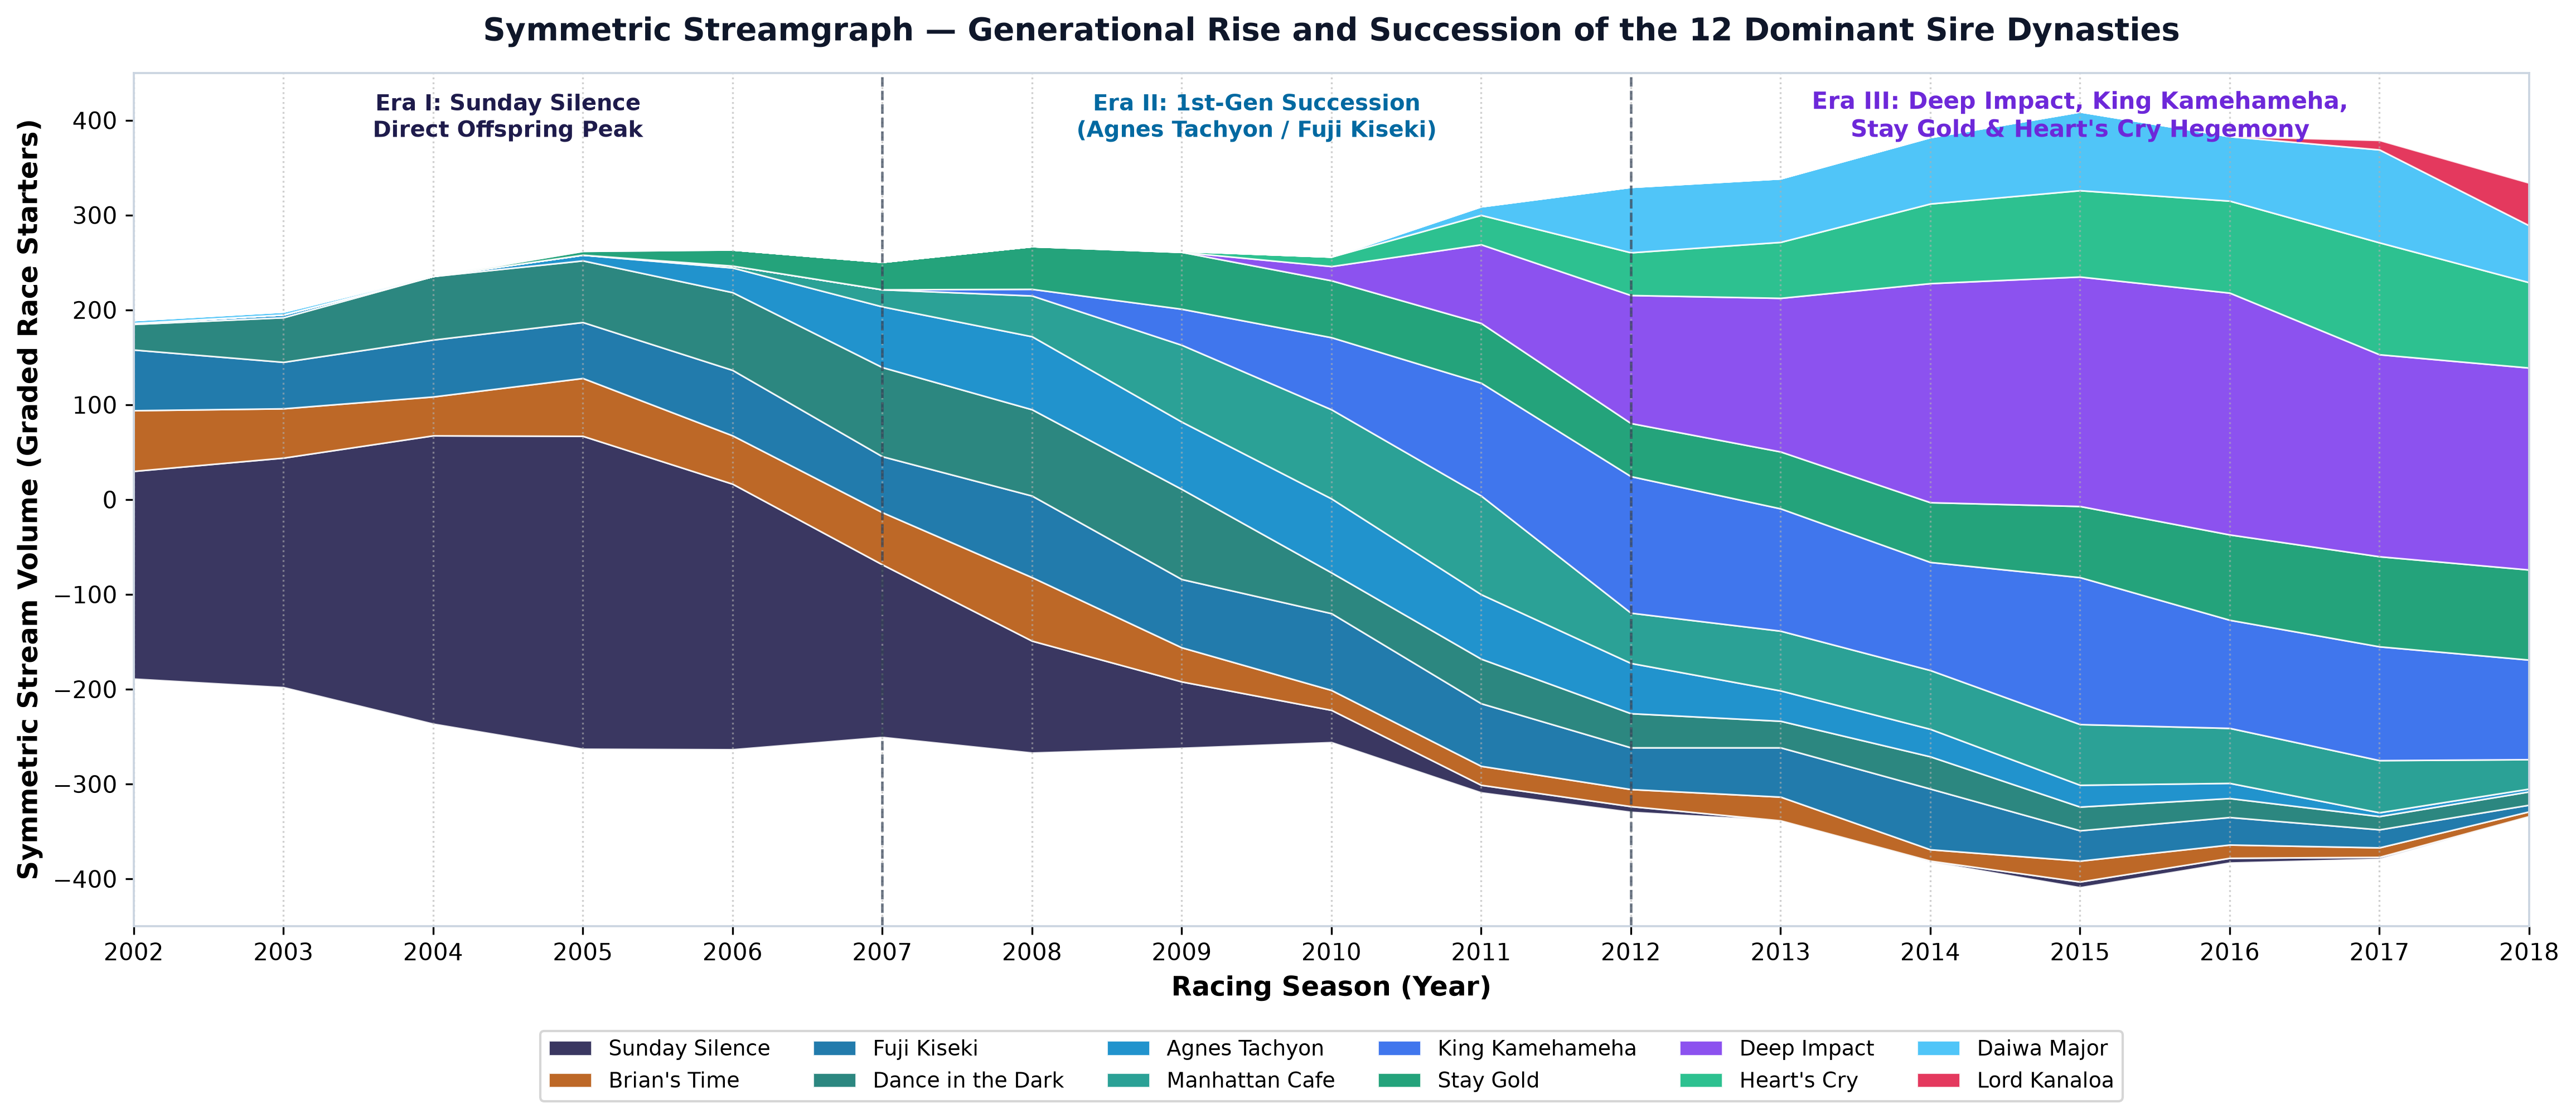 Symmetric Streamgraph — Generational Rise and Succession of the 12 Dominant Sire Dynasties
Era I: Sunday Silence
Direct Offspring Peak
Era II: 1st-Gen Succession
(Agnes Tachyon / Fuji Kiseki)
Era III: Deep Impact, King Kamehameha,
Stay Gold & Heart's Cry Hegemony
Symmetric Stream Volume (Graded Race Starters)
400
300
200
100
0
−100
−200
−300
−400
2002 2003 2004 2005 2006 2007 2008 2009 2010 2011 2012 2013 2014 2015 2016 2017 2018
Racing Season (Year)
Sunday Silence Fuji Kiseki Agnes Tachyon King Kamehameha Deep Impact Daiwa Major
Brian's Time Dance in the Dark Manhattan Cafe Stay Gold Heart's Cry Lord Kanaloa